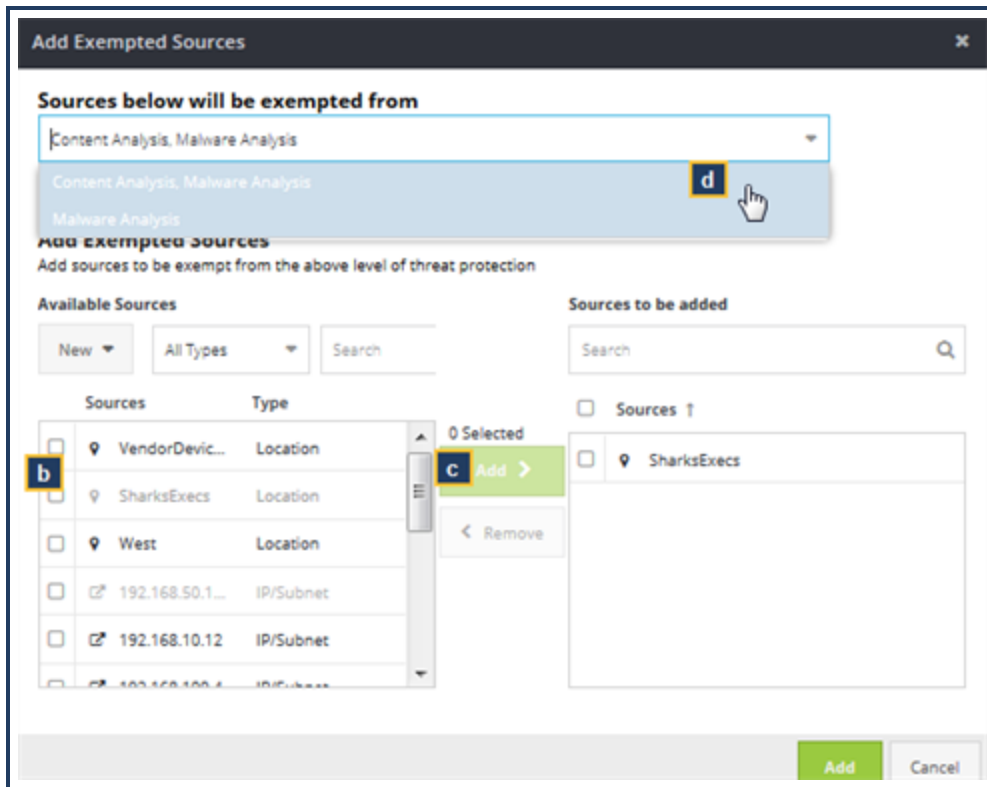 Add Exempted Sources
Sources below will be exempted from
Content Analysis, Malware Analysis
Content Analysis, Malware Analysis
d
Malware Analysis
Add Exempted Sources
Add sources to be exempt from the above level of threat protection
Available Sources
Sources to be added
New
All Types
Search
Search
Sources
Type
Sources ↑
0 Selected
VendorDevic...
Location
b
c
Add
SharksExecs
SharksExecs
Location
Remove
West
Location
192.168.50.1...
IP/Subnet
192.168.10.12
IP/Subnet
IP/Subnet
Add
Cancel